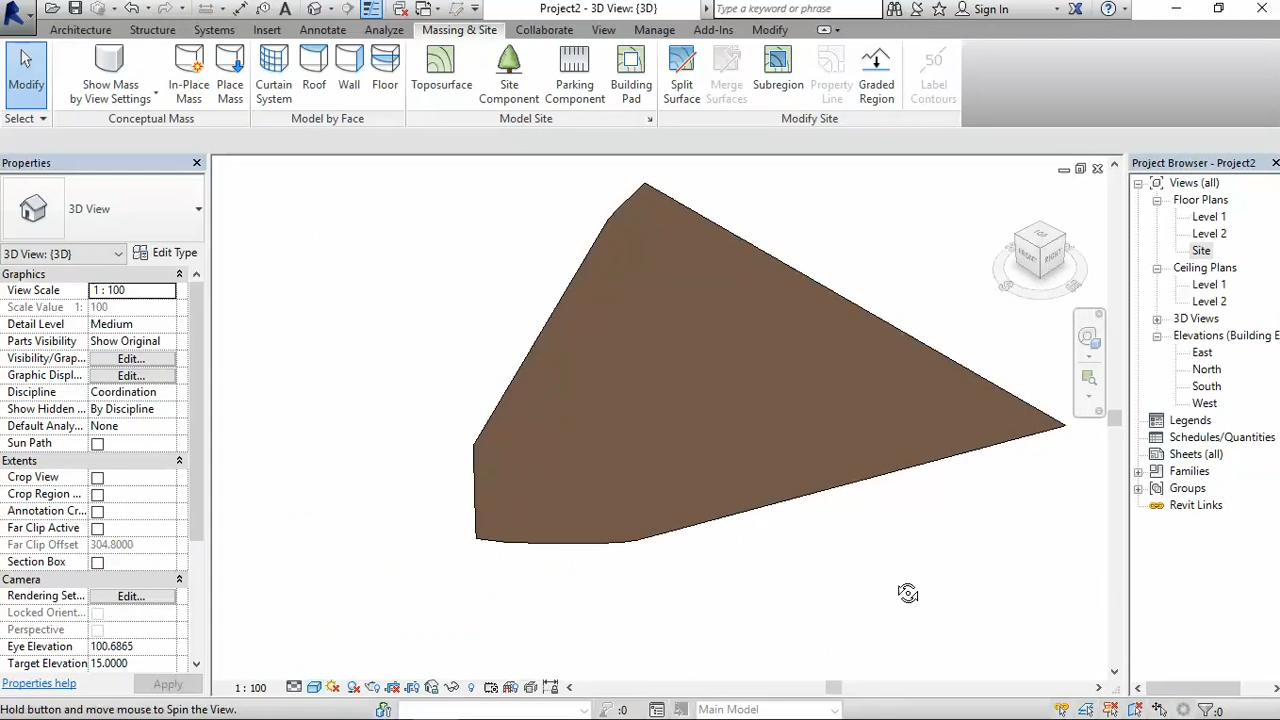 Project2 - 3D View: {3D}
Type a keyword or phrase
Sign In
Architecture Structure Systems Insert Annotate Analyze Massing & Site Collaborate View Manage Add-Ins Modify
Modify
Show Mass
by View Settings
In-Place
Mass
Place
Mass
Curtain
System
Roof
Wall
Floor
Toposurface
Site
Component
Parking
Component
Building
Pad
Split
Surface
Merge
Surfaces
Subregion
Property
Line
Graded
Region
50
Label
Contours
Select
Conceptual Mass
Model by Face
Model Site
Modify Site
Properties
3D View
3D View: {3D}
Edit Type
Graphics
View Scale 1 : 100
Scale Value 1: 100
Detail Level Medium
Parts Visibility Show Original
Visibility/Grap... Edit...
Graphic Displ... Edit...
Discipline Coordination
Show Hidden ... By Discipline
Default Analy... None
Sun Path
Extents
Crop View
Crop Region ...
Annotation Cr...
Far Clip Active
Far Clip Offset 304.8000
Section Box
Camera
Rendering Set... Edit...
Locked Orient...
Perspective
Eye Elevation 100.6865
Target Elevation 15.0000
Properties help
Apply
TOP
FRONT
RIGHT
Project Browser - Project2
Views (all)
Floor Plans
Level 1
Level 2
Site
Ceiling Plans
Level 1
Level 2
3D Views
Elevations (Building E
East
North
South
West
Legends
Schedules/Quantities
Sheets (all)
Families
Groups
Revit Links
1 : 100
Hold button and move mouse to Spin the View.
:0
Main Model
:0